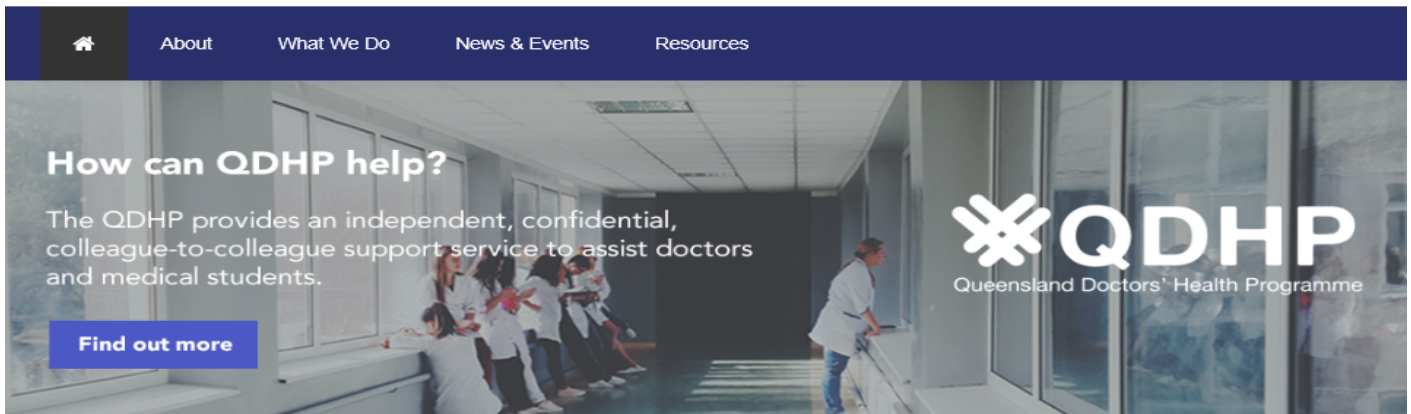 About
What We Do
News & Events
Resources
How can QDHP help?
The QDHP provides an independent, confidential,
colleague-to-colleague support service to assist doctors
and medical students.
Find out more
QDHP
Queensland Doctors' Health Programme